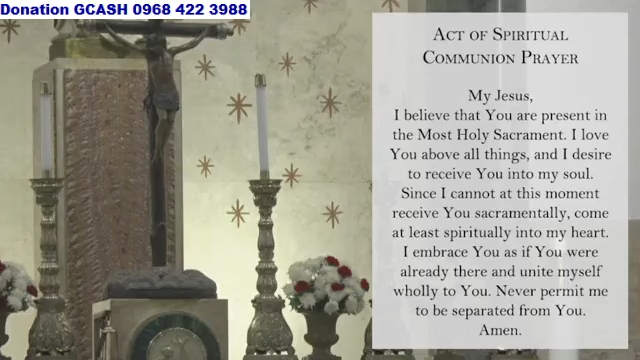 Donation GCASH 0968 422 3988
Act of Spiritual
Communion Prayer
My Jesus,
I believe that You are present in
the Most Holy Sacrament. I love
You above all things, and I desire
to receive You into my soul.
Since I cannot at this moment
receive You sacramentally, come
at least spiritually into my heart.
I embrace You as if You were
already there and unite myself
wholly to You. Never permit me
to be separated from You.
Amen.